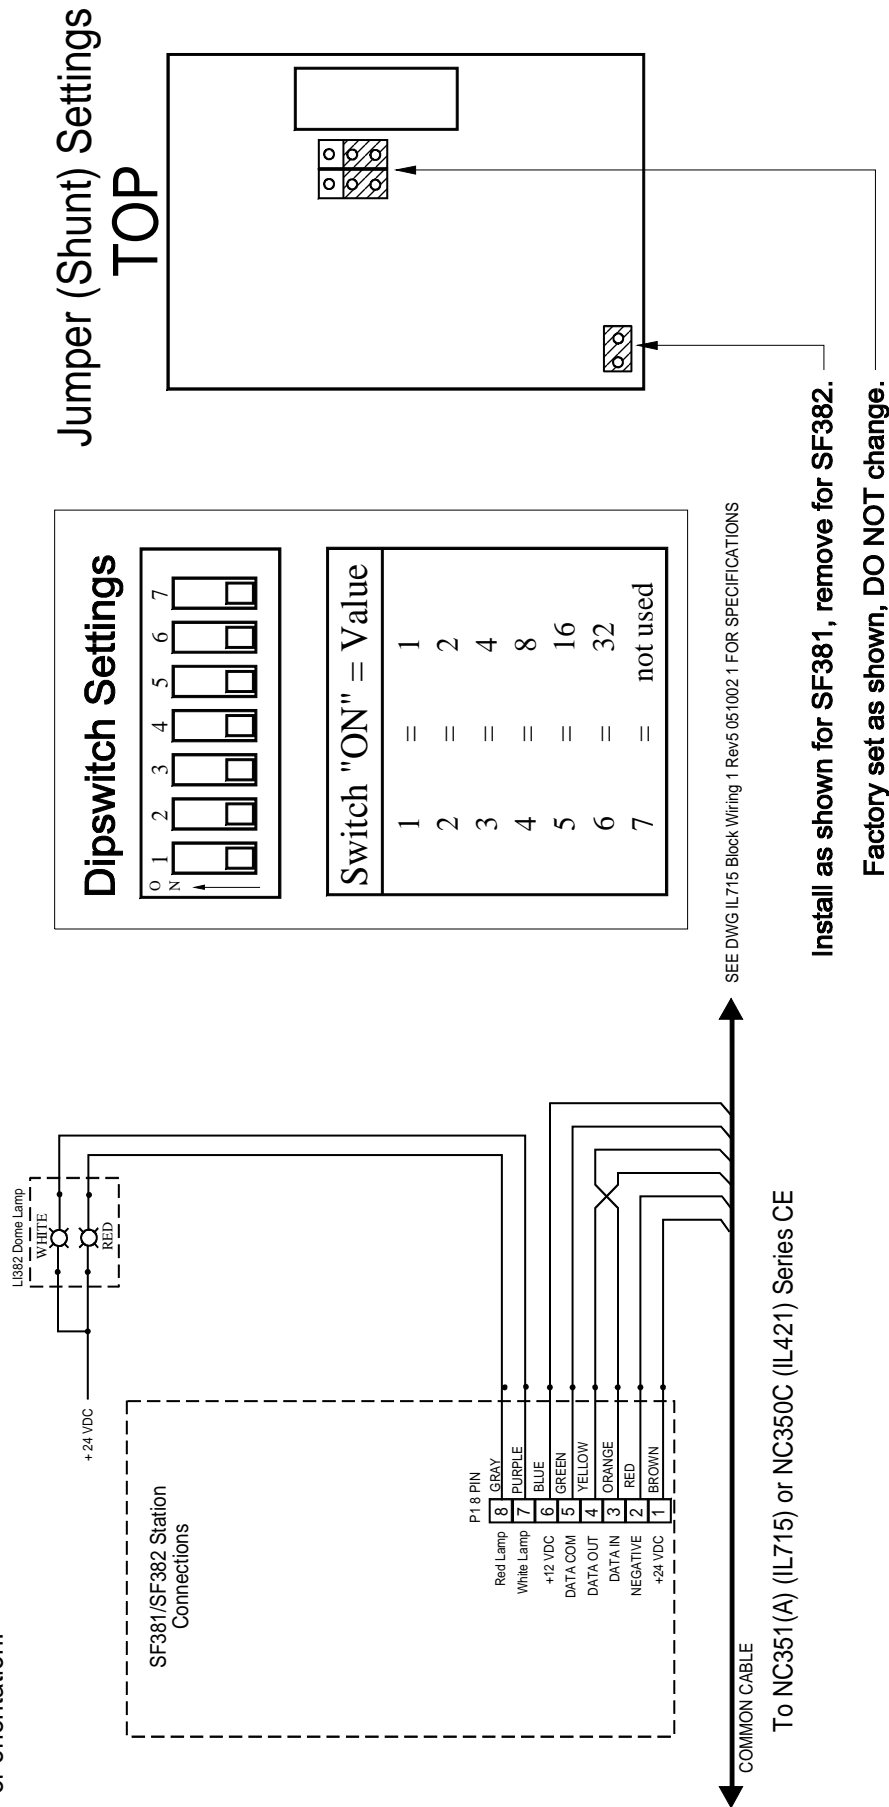 or orientation.
LI382 Dome Lamp
WHITE
RED
+ 24 VDC
SF381/SF382 Station
Connections
P1 8 PIN
Red Lamp 8 GRAY
White Lamp 7 PURPLE
+12 VDC 6 BLUE
DATA COM 5 GREEN
DATA OUT 4 YELLOW
DATA IN 3 ORANGE
NEGATIVE 2 RED
+24 VDC 1 BROWN
COMMON CABLE
To NC351(A) (IL715) or NC350C (IL421) Series CE
SEE DWG IL715 Block Wiring 1 Rev5 051002 1 FOR SPECIFICATIONS
Dipswitch Settings
O N
1 2 3 4 5 6 7
Switch "ON" = Value
1 = 1
2 = 2
3 = 4
4 = 8
5 = 16
6 = 32
7 = not used
Jumper (Shunt) Settings
TOP
Install as shown for SF381, remove for SF382.
Factory set as shown, DO NOT change.